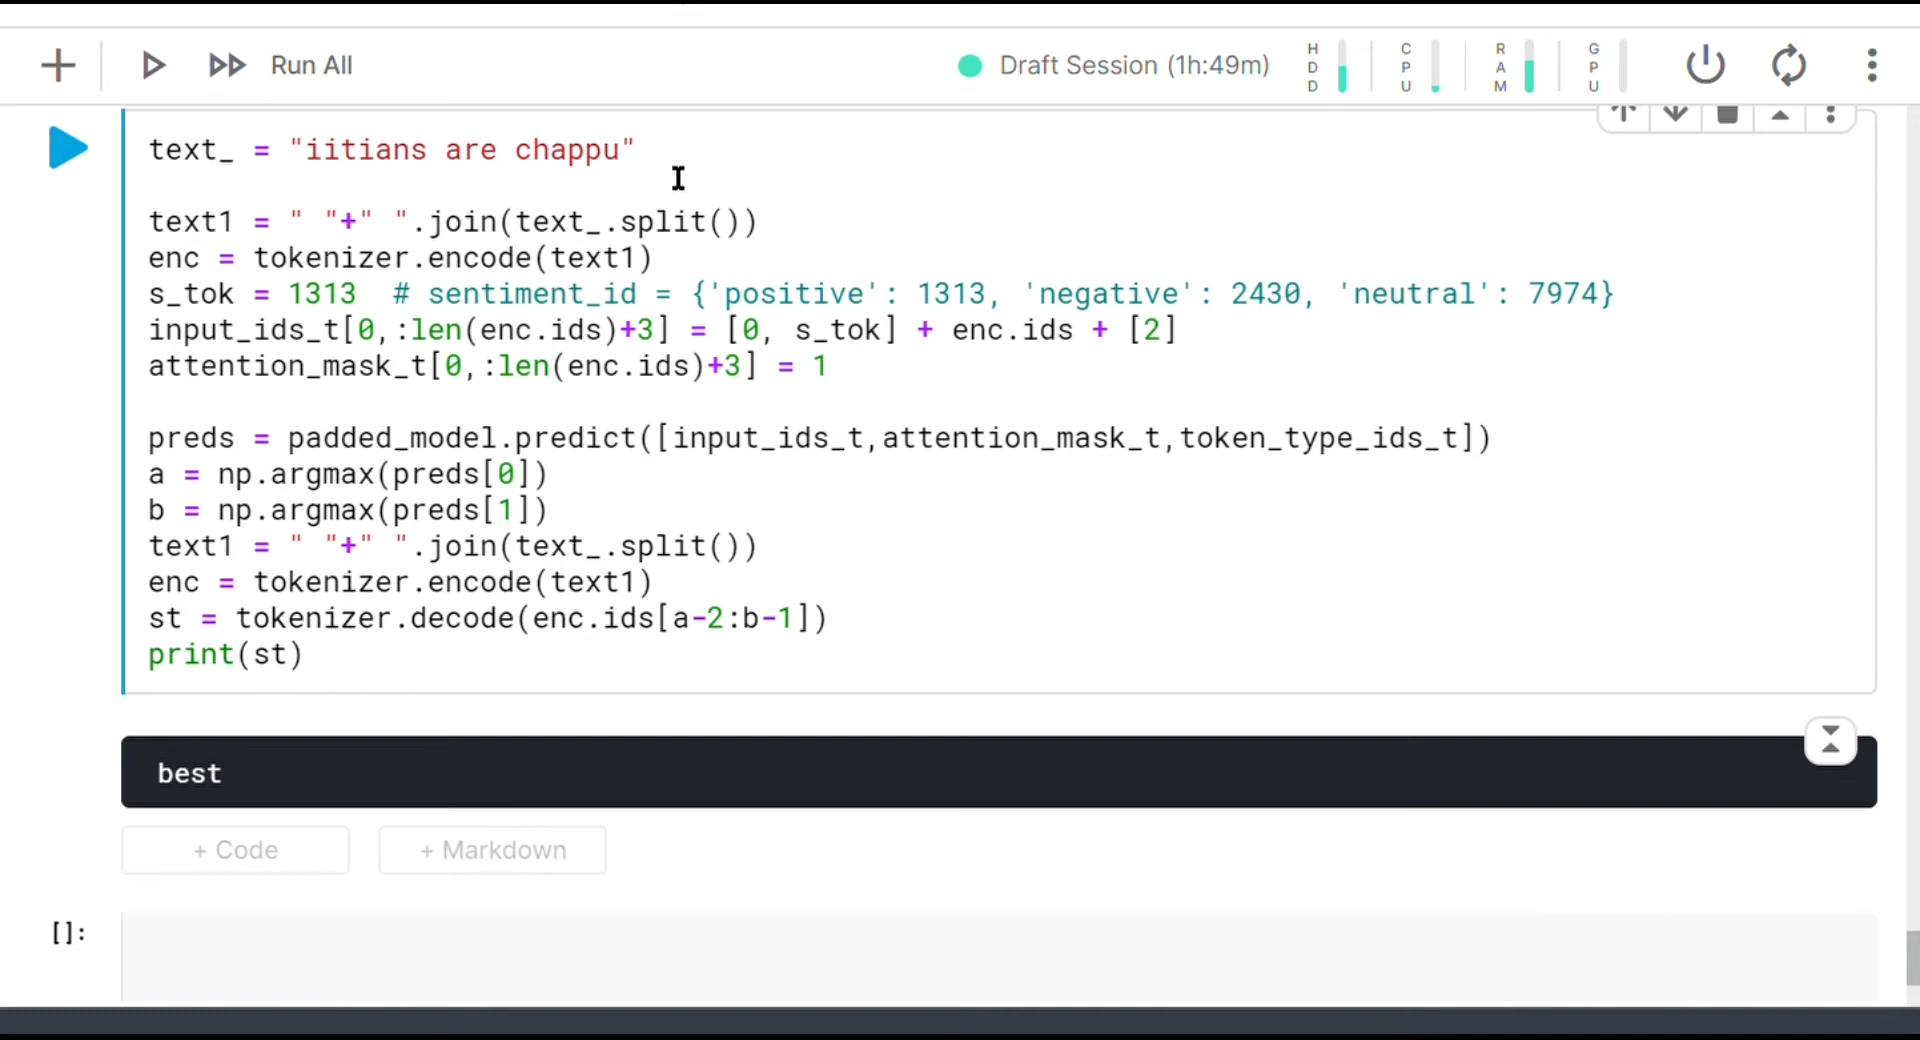 Run All
Draft Session (1h:49m)
HDD
CPU
RAM
GPU
text_ = "iitians are chappu"
text1 = " "+" ".join(text_.split())
enc = tokenizer.encode(text1)
s_tok = 1313  # sentiment_id = {'positive': 1313, 'negative': 2430, 'neutral': 7974}
input_ids_t[0,:len(enc.ids)+3] = [0, s_tok] + enc.ids + [2]
attention_mask_t[0,:len(enc.ids)+3] = 1
preds = padded_model.predict([input_ids_t,attention_mask_t,token_type_ids_t])
a = np.argmax(preds[0])
b = np.argmax(preds[1])
text1 = " "+" ".join(text_.split())
enc = tokenizer.encode(text1)
st = tokenizer.decode(enc.ids[a-2:b-1])
print(st)
best
+ Code
+ Markdown
[]: